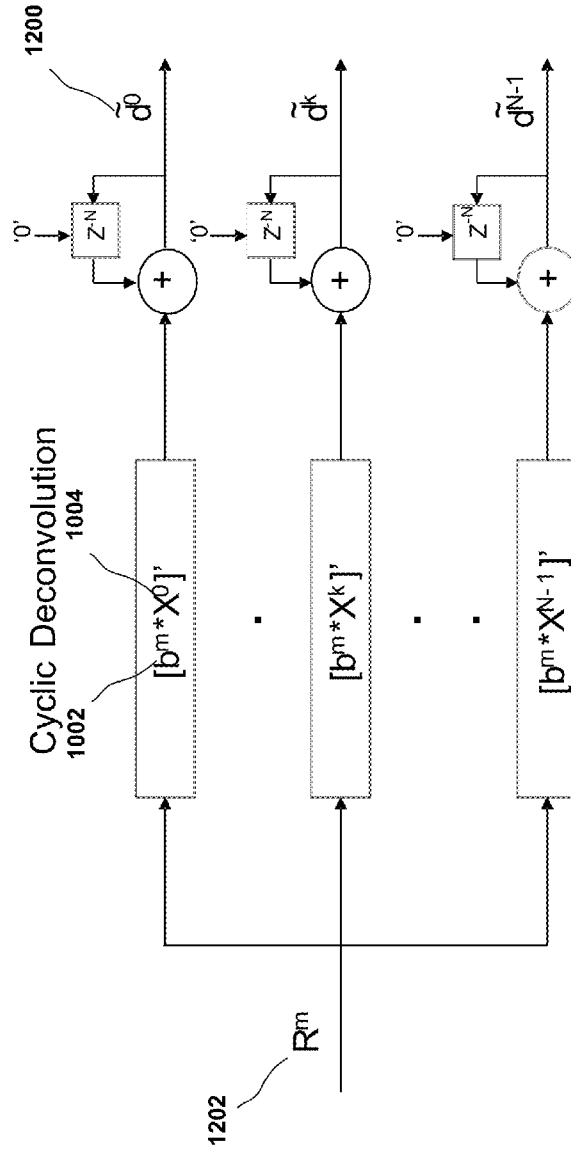 Cyclic Deconvolution
1002
1004
1200
1202
R^m
[b^m*X^0]'
'0'
Z^-N
+
d̃^0
.
[b^m*X^k]'
'0'
Z^-N
+
d̃^k
. .
[b^m*X^N-1]'
'0'
Z^-N
+
d̃^N-1